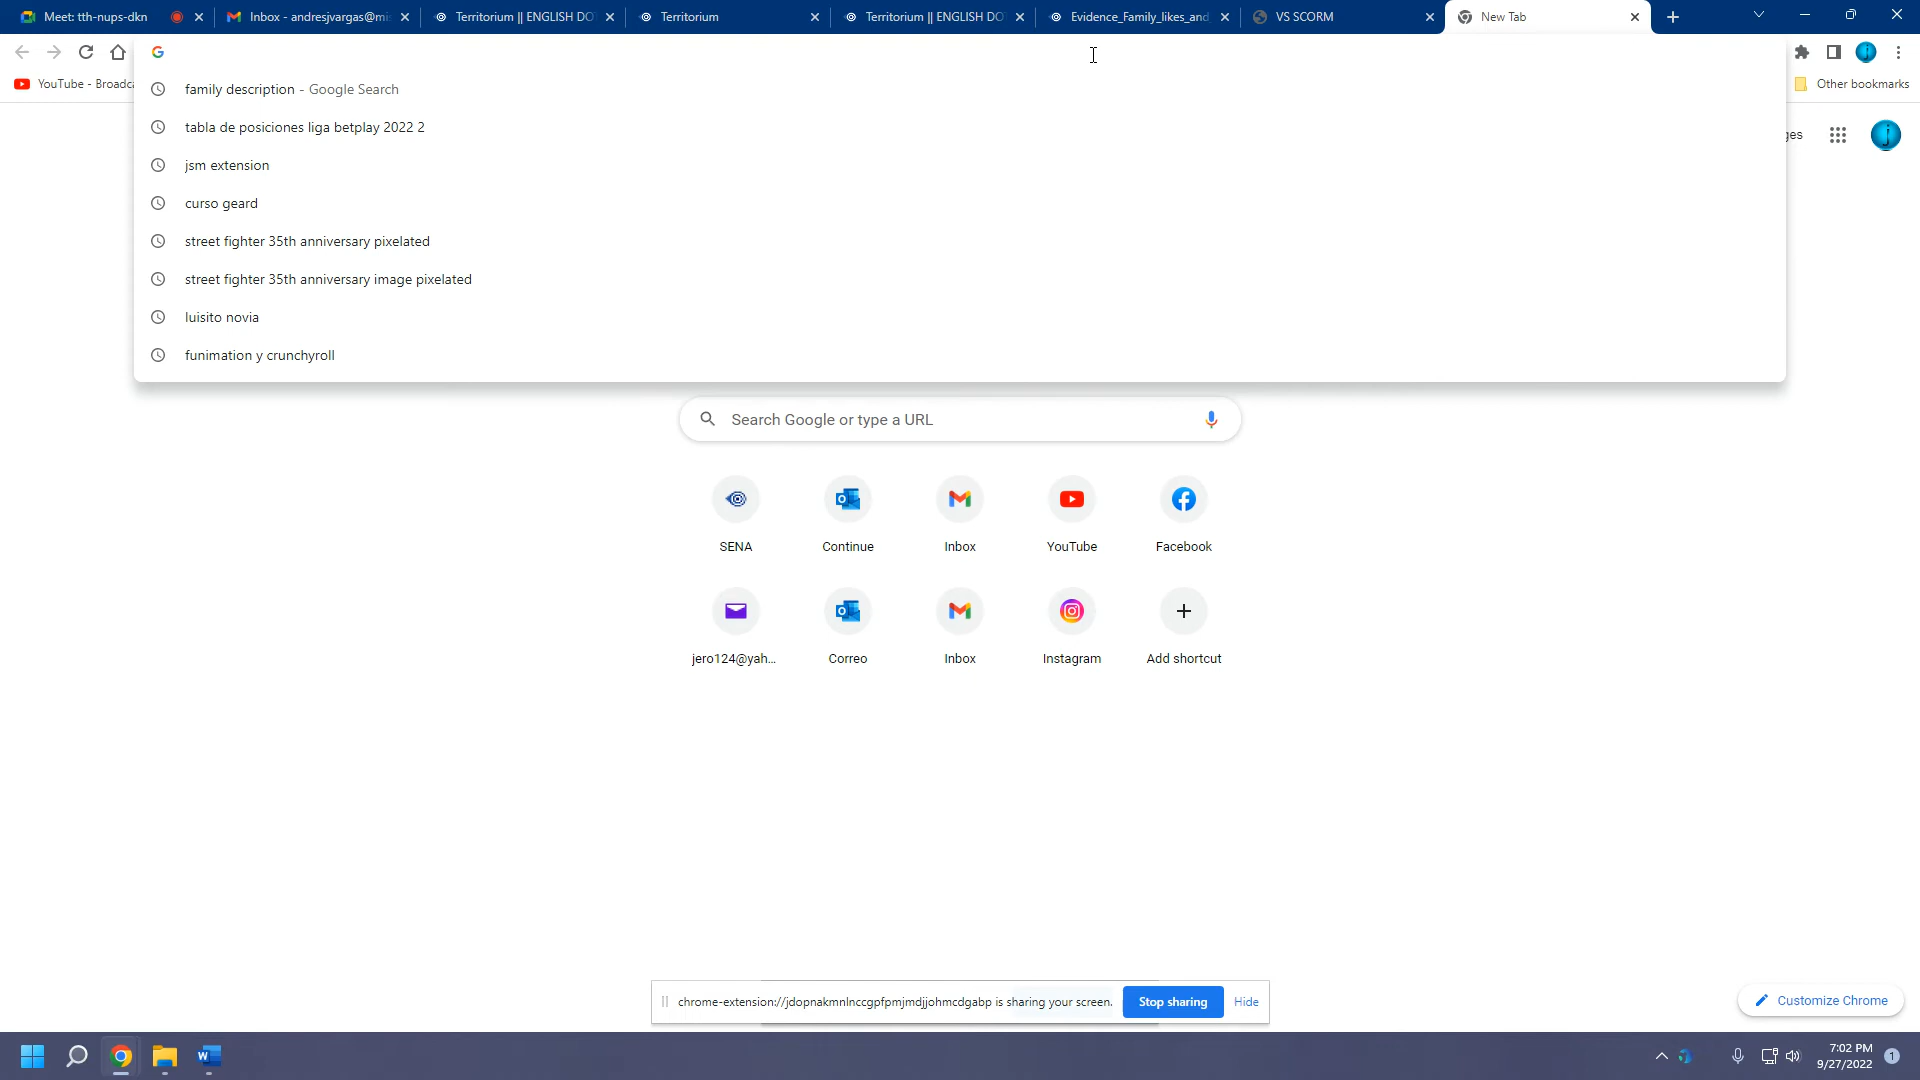 Meet: tth-nups-dkn
Inbox - andresjvargas@mi
Territorium || ENGLISH DO
Territorium
Territorium || ENGLISH DO
Evidence_Family_likes_and
VS SCORM
New Tab
YouTube - Broadca
Other bookmarks
family description - Google Search
tabla de posiciones liga betplay 2022 2
jsm extension
curso geard
street fighter 35th anniversary pixelated
street fighter 35th anniversary image pixelated
luisito novia
funimation y crunchyroll
ges
Search Google or type a URL
SENA
Continue
Inbox
YouTube
Facebook
jero124@yah...
Correo
Inbox
Instagram
Add shortcut
chrome-extension://jdopnakmnlnccgpfpmjmdjjohmcdgabp is sharing your screen.
Stop sharing
Hide
Customize Chrome
7:02 PM
9/27/2022
1